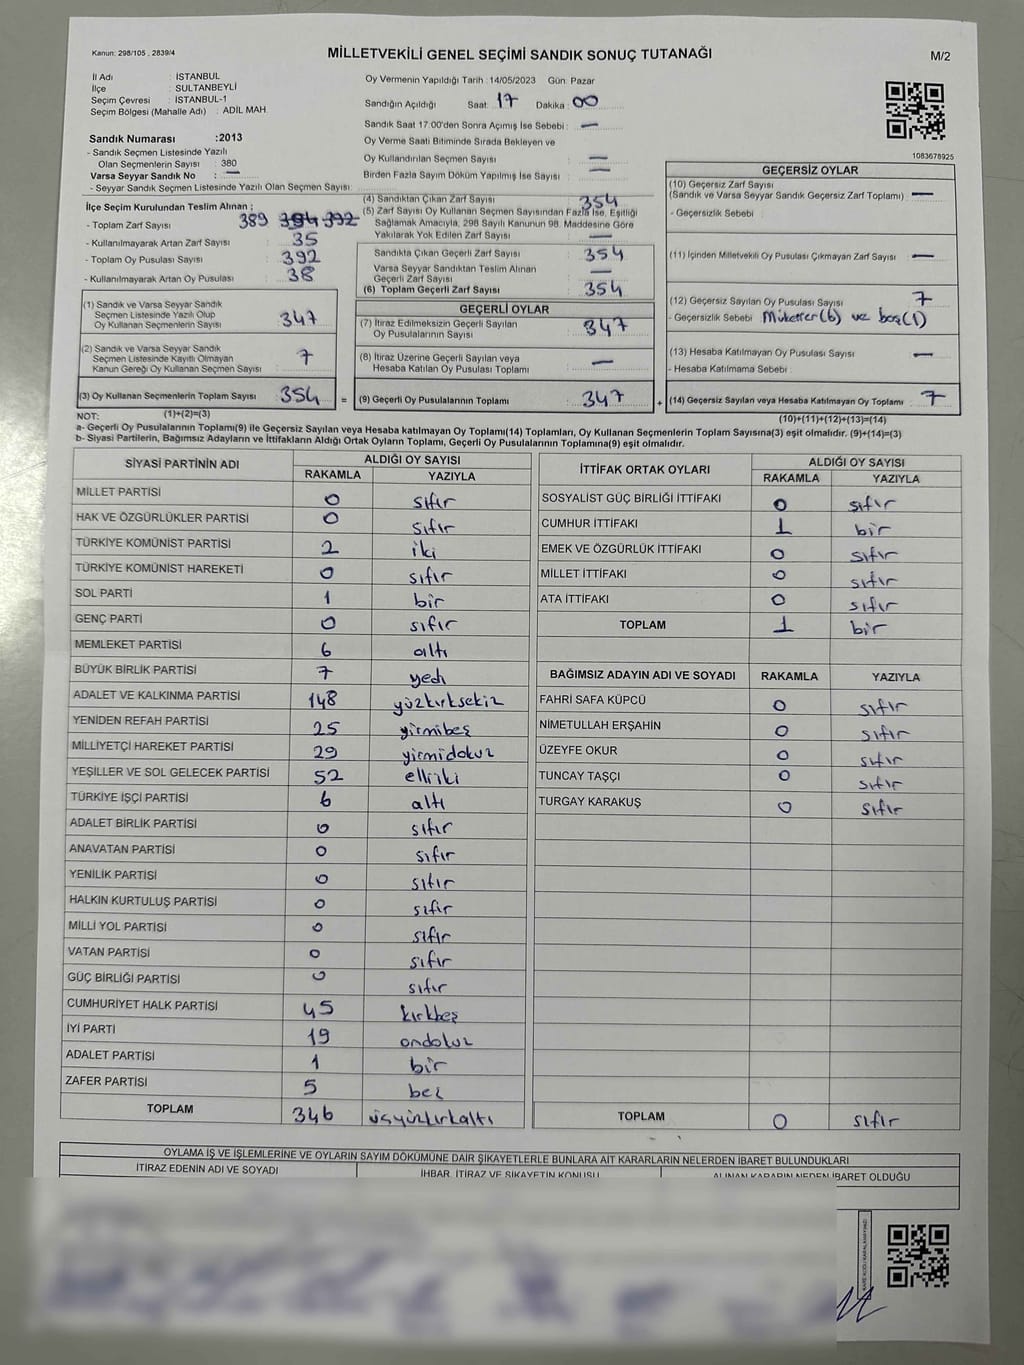 Kanun: 298/105 , 2839/4
MİLLETVEKİLİ GENEL SEÇİMİ SANDIK SONUÇ TUTANAĞI
M/2
İl Adı : İSTANBUL
İlçe : SULTANBEYLİ
Seçim Çevresi : İSTANBUL-1
Seçim Bölgesi (Mahalle Adı) : ADİL MAH.
Oy Vermenin Yapıldığı Tarih : 14/05/2023 Gün: Pazar
Sandığın Açıldığı Saat: 17 Dakika: 00
Sandık Saat 17:00'den Sonra Açımış İse Sebebi : —
Oy Verme Saati Bitiminde Sırada Bekleyen ve
Oy Kullandırılan Seçmen Sayısı : —
Birden Fazla Sayım Döküm Yapılmış İse Sayısı : —
1083678925
Sandık Numarası :2013
- Sandık Seçmen Listesinde Yazılı
Olan Seçmenlerin Sayısı : 380
Varsa Seyyar Sandık No : —
- Seyyar Sandık Seçmen Listesinde Yazılı Olan Seçmen Sayısı:
İlçe Seçim Kurulundan Teslim Alınan :
- Toplam Zarf Sayısı : 389 394 392
- Kullanılmayarak Artan Zarf Sayısı : 35
- Toplam Oy Pusulası Sayısı : 392
- Kullanılmayarak Artan Oy Pusulası : 38
(1) Sandık ve Varsa Seyyar Sandık
Seçmen Listesinde Yazılı Olup
Oy Kullanan Seçmenlerin Sayısı : 347
(2) Sandık ve Varsa Seyyar Sandık
Seçmen Listesinde Kayıtlı Olmayan
Kanun Gereği Oy Kullanan Seçmen Sayısı : 7
(3) Oy Kullanan Seçmenlerin Toplam Sayısı : 354 =
(1)+(2)=(3)
(4) Sandıktan Çıkan Zarf Sayısı : 354
(5) Zarf Sayısı Oy Kullanan Seçmen Sayısından Fazla İse, Eşitliği
Sağlamak Amacıyla, 298 Sayılı Kanunun 98. Maddesine Göre
Yakılarak Yok Edilen Zarf Sayısı : —
Sandıkta Çıkan Geçerli Zarf Sayısı : 354
Varsa Seyyar Sandıktan Teslim Alınan
Geçerli Zarf Sayısı : —
(6) Toplam Geçerli Zarf Sayısı : 354
GEÇERLİ OYLAR
(7) İtiraz Edilmeksizin Geçerli Sayılan
Oy Pusulalarının Sayısı : 347
(8) İtiraz Üzerine Geçerli Sayılan veya
Hesaba Katılan Oy Pusulası Toplamı : —
(9) Geçerli Oy Pusulalarının Toplamı : 347 +
GEÇERSİZ OYLAR
(10) Geçersiz Zarf Sayısı
(Sandık ve Varsa Seyyar Sandık Geçersiz Zarf Toplamı) : —
- Geçersizlik Sebebi :
(11) İçinden Milletvekili Oy Pusulası Çıkmayan Zarf Sayısı : —
(12) Geçersiz Sayılan Oy Pusulası Sayısı : 7
- Geçersizlik Sebebi : Mükerrer(6) ve boş(1)
(13) Hesaba Katılmayan Oy Pusulası Sayısı : —
- Hesaba Katılmama Sebebi :
(14) Geçersiz Sayılan veya Hesaba Katılmayan Oy Toplamı : 7
(10)+(11)+(12)+(13)=(14)
NOT:
a- Geçerli Oy Pusulalarının Toplamı(9) ile Geçersiz Sayılan veya Hesaba Katılmayan oy Toplamı(14) Toplamları, Oy Kullanan Seçmenlerin Toplam Sayısına(3) eşit olmalıdır. (9)+(14)=(3)
b- Siyasi Partilerin, Bağımsız Adayların ve İttifakların Aldığı Ortak Oyların Toplamı, Geçerli Oy Pusulalarının Toplamına(9) eşit olmalıdır.
SİYASİ PARTİNİN ADI ALDIĞI OY SAYISI
RAKAMLA YAZIYLA
MİLLET PARTİSİ 0 sıfır
HAK VE ÖZGÜRLÜKLER PARTİSİ 0 sıfır
TÜRKİYE KOMÜNİST PARTİSİ 2 iki
TÜRKİYE KOMÜNİST HAREKETİ 0 sıfır
SOL PARTİ 1 bir
GENÇ PARTİ 0 sıfır
MEMLEKET PARTİSİ 6 altı
BÜYÜK BİRLİK PARTİSİ 7 yedi
ADALET VE KALKINMA PARTİSİ 148 yüzkırksekiz
YENİDEN REFAH PARTİSİ 25 yirmibeş
MİLLİYETÇİ HAREKET PARTİSİ 29 yirmidokuz
YEŞİLLER VE SOL GELECEK PARTİSİ 52 elliiki
TÜRKİYE İŞÇİ PARTİSİ 6 altı
ADALET BİRLİK PARTİSİ 0 sıfır
ANAVATAN PARTİSİ 0 sıfır
YENİLİK PARTİSİ 0 sıfır
HALKIN KURTULUŞ PARTİSİ 0 sıfır
MİLLİ YOL PARTİSİ 0 sıfır
VATAN PARTİSİ 0 sıfır
GÜÇ BİRLİĞİ PARTİSİ 0 sıfır
CUMHURİYET HALK PARTİSİ 45 kırkbeş
İYİ PARTİ 19 ondokuz
ADALET PARTİSİ 1 bir
ZAFER PARTİSİ 5 beş
TOPLAM 346 üçyüzkırkaltı
İTTİFAK ORTAK OYLARI ALDIĞI OY SAYISI
RAKAMLA YAZIYLA
SOSYALİST GÜÇ BİRLİĞİ İTTİFAKI 0 sıfır
CUMHUR İTTİFAKI 1 bir
EMEK VE ÖZGÜRLÜK İTTİFAKI 0 sıfır
MİLLET İTTİFAKI 0 sıfır
ATA İTTİFAKI 0 sıfır
TOPLAM 1 bir
BAĞIMSIZ ADAYIN ADI VE SOYADI RAKAMLA YAZIYLA
FAHRİ SAFA KÜPCÜ 0 sıfır
NİMETULLAH ERŞAHİN 0 sıfır
ÜZEYFE OKUR 0 sıfır
TUNCAY TAŞÇI 0 sıfır
TURGAY KARAKUŞ 0 sıfır
TOPLAM 0 sıfır
OYLAMA İŞ VE İŞLEMLERİNE VE OYLARIN SAYIM DÖKÜMÜNE DAİR ŞİKAYETLERLE BUNLARA AİT KARARLARIN NELERDEN İBARET BULUNDUKLARI
İTİRAZ EDENİN ADI VE SOYADI İHBAR, İTİRAZ VE ŞİKAYETİN KONUSU ALINAN KARARIN NEDEN İBARET OLDUĞU